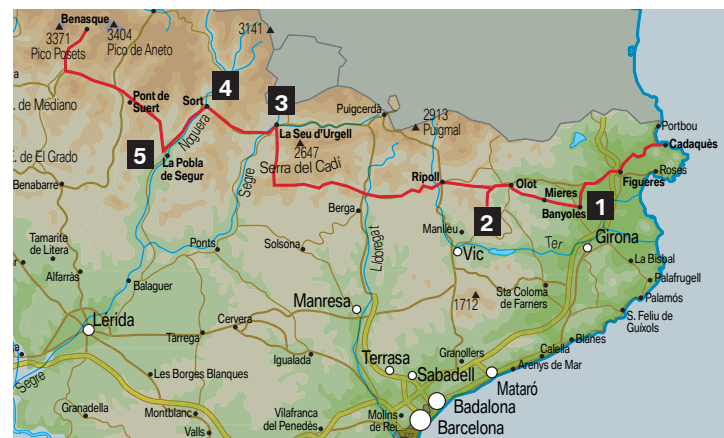 Benasque
3371
Pico Posets
3404
Pico de Aneto
3141
. de Mediano
Pont de
Suert
Sort
4
3
Noguera
5
La Pobla
de Segur
La Seu d'Urgell
2647
Serra del Cadí
Puigcerdà
2913
Puigmal
Portbou
Cadaquès
. de El Grado
Benabarre
Segre
Ripoll
Olot
Mieres
Banyoles
1
2
Figueres
Roses
Berga
Llobregat
Manlleu
Vic
Ter
Girona
La Bisbal
Palafrugell
Palamós
S. Feliu de
Guíxols
Tamarite
de Litera
Alfarràs
Ponts
Solsona
Balaguer
Manresa
1712
Sta Coloma
de Farners
Lérida
Cervera
Tàrrega
Igualada
Terrasa
Sabadell
Granollers
Blanes
Calella
Arenys de Mar
Mataró
Badalona
Barcelona
Segre
Les Borges Blanques
Granadella
Montblanc
Valls
Vilafranca
del Penedès
Molins
de Rei